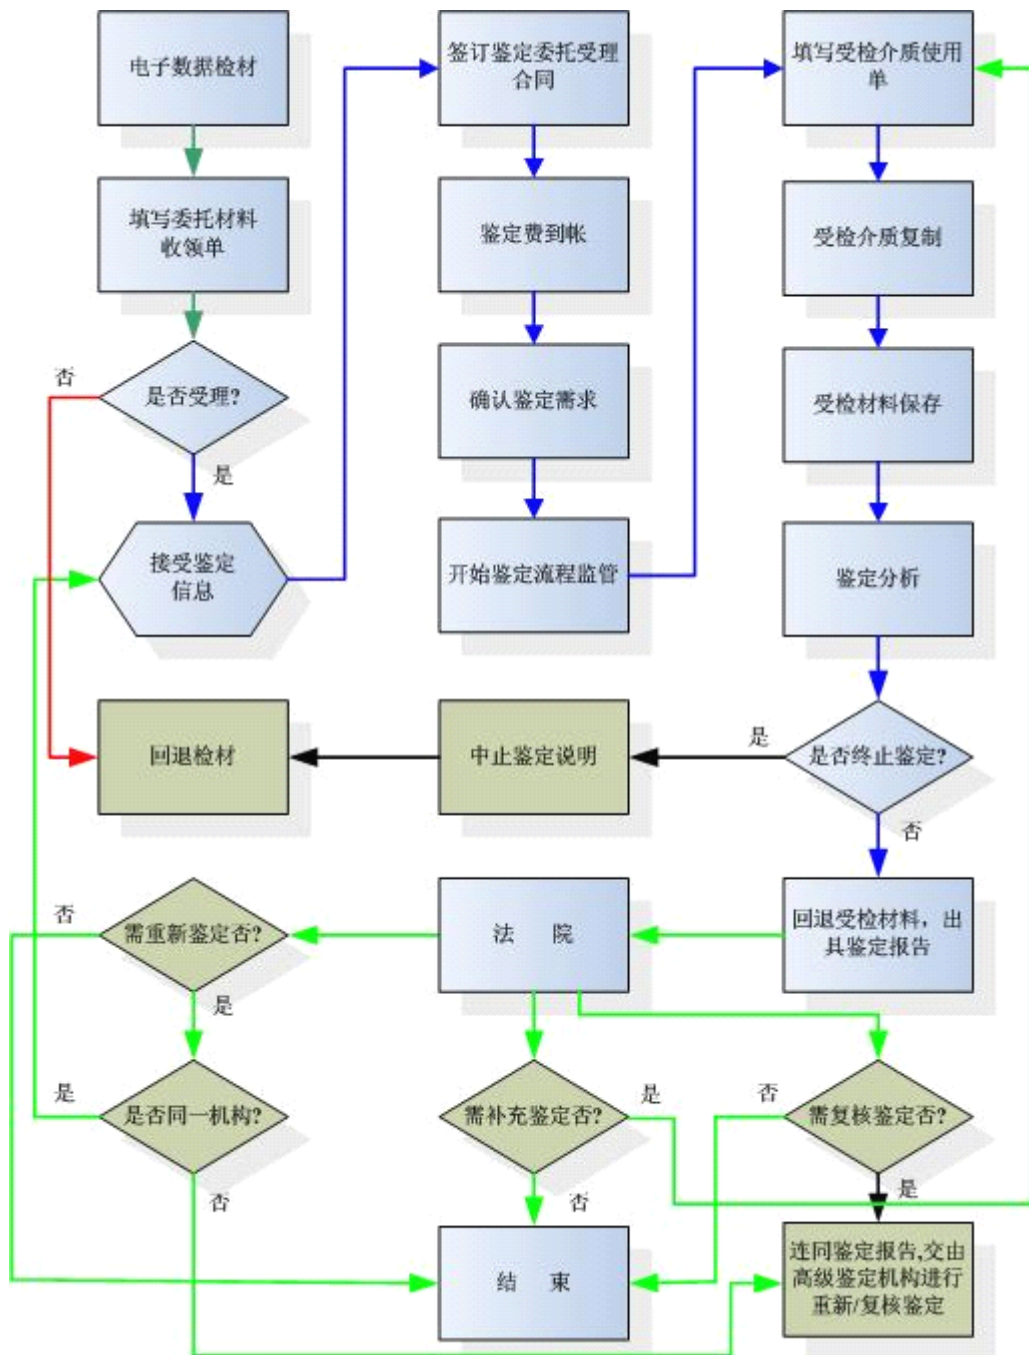 电子数据检材
填写委托材料
收领单
是否受理?
否
是
接受鉴定
信息
签订鉴定委托受理
合同
鉴定费到帐
确认鉴定需求
开始鉴定流程监管
填写受检介质使用
单
受检介质复制
受检材料保存
鉴定分析
是否终止鉴定?
是
否
中止鉴定说明
回退检材
回退受检材料，出
具鉴定报告
法 院
需重新鉴定否?
否
是
是否同一机构?
是
否
需补充鉴定否?
是
否
需复核鉴定否?
否
是
结 束
连同鉴定报告,交由
高级鉴定机构进行
重新/复核鉴定